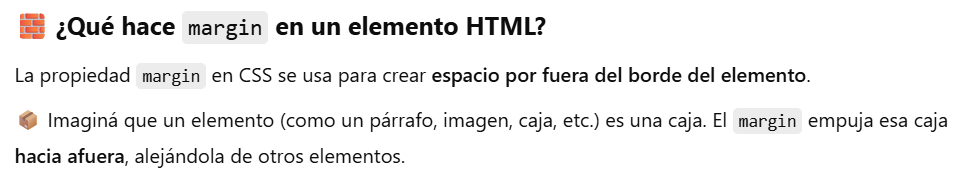 🧱 ¿Qué hace margin en un elemento HTML?
La propiedad margin en CSS se usa para crear espacio por fuera del borde del elemento.
📦 Imaginá que un elemento (como un párrafo, imagen, caja, etc.) es una caja. El margin empuja esa caja
hacia afuera, alejándola de otros elementos.